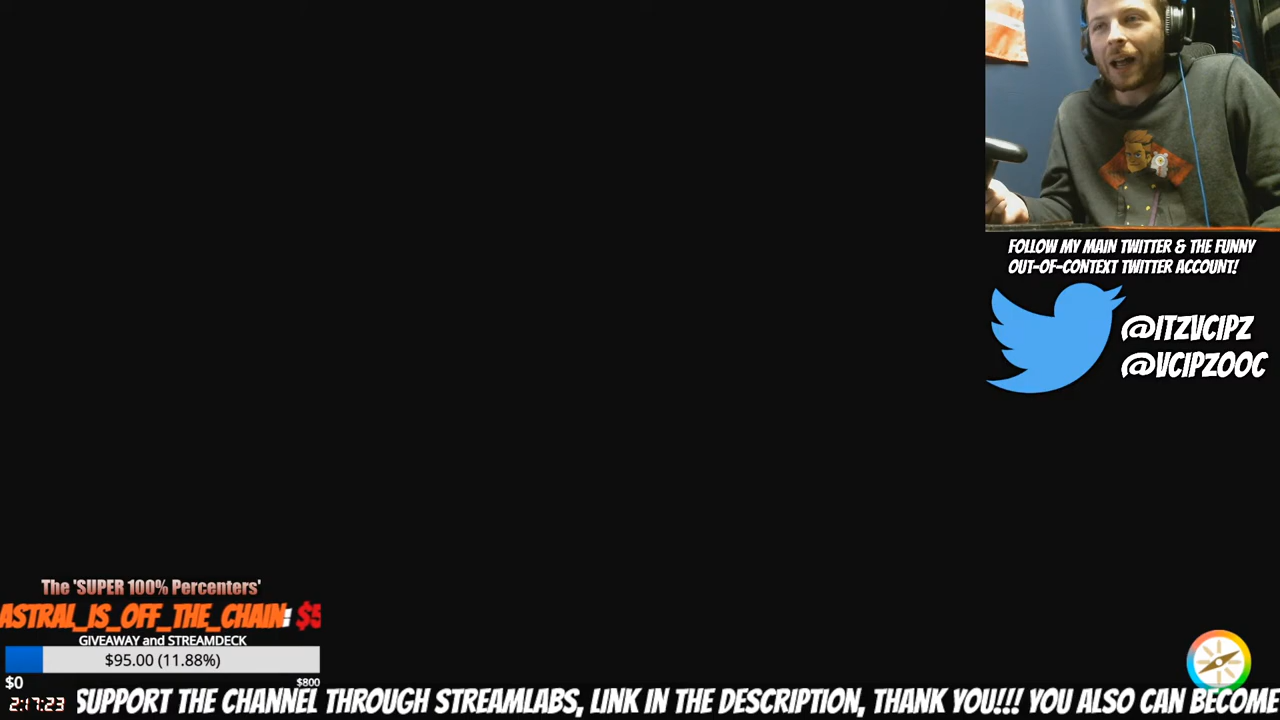 FOLLOW MY MAIN TWITTER & THE FUNNY
OUT-OF-CONTEXT TWITTER ACCOUNT!
@ITZVCIPZ
@VCIPZOOC
The 'SUPER 100% Percenters'
ASTRAL_IS_OFF_THE_CHAIN: $5
GIVEAWAY and STREAMDECK
$95.00 (11.88%)
$0 $800
2:17:23 SUPPORT THE CHANNEL THROUGH STREAMLABS, LINK IN THE DESCRIPTION, THANK YOU!!! YOU ALSO CAN BECOME